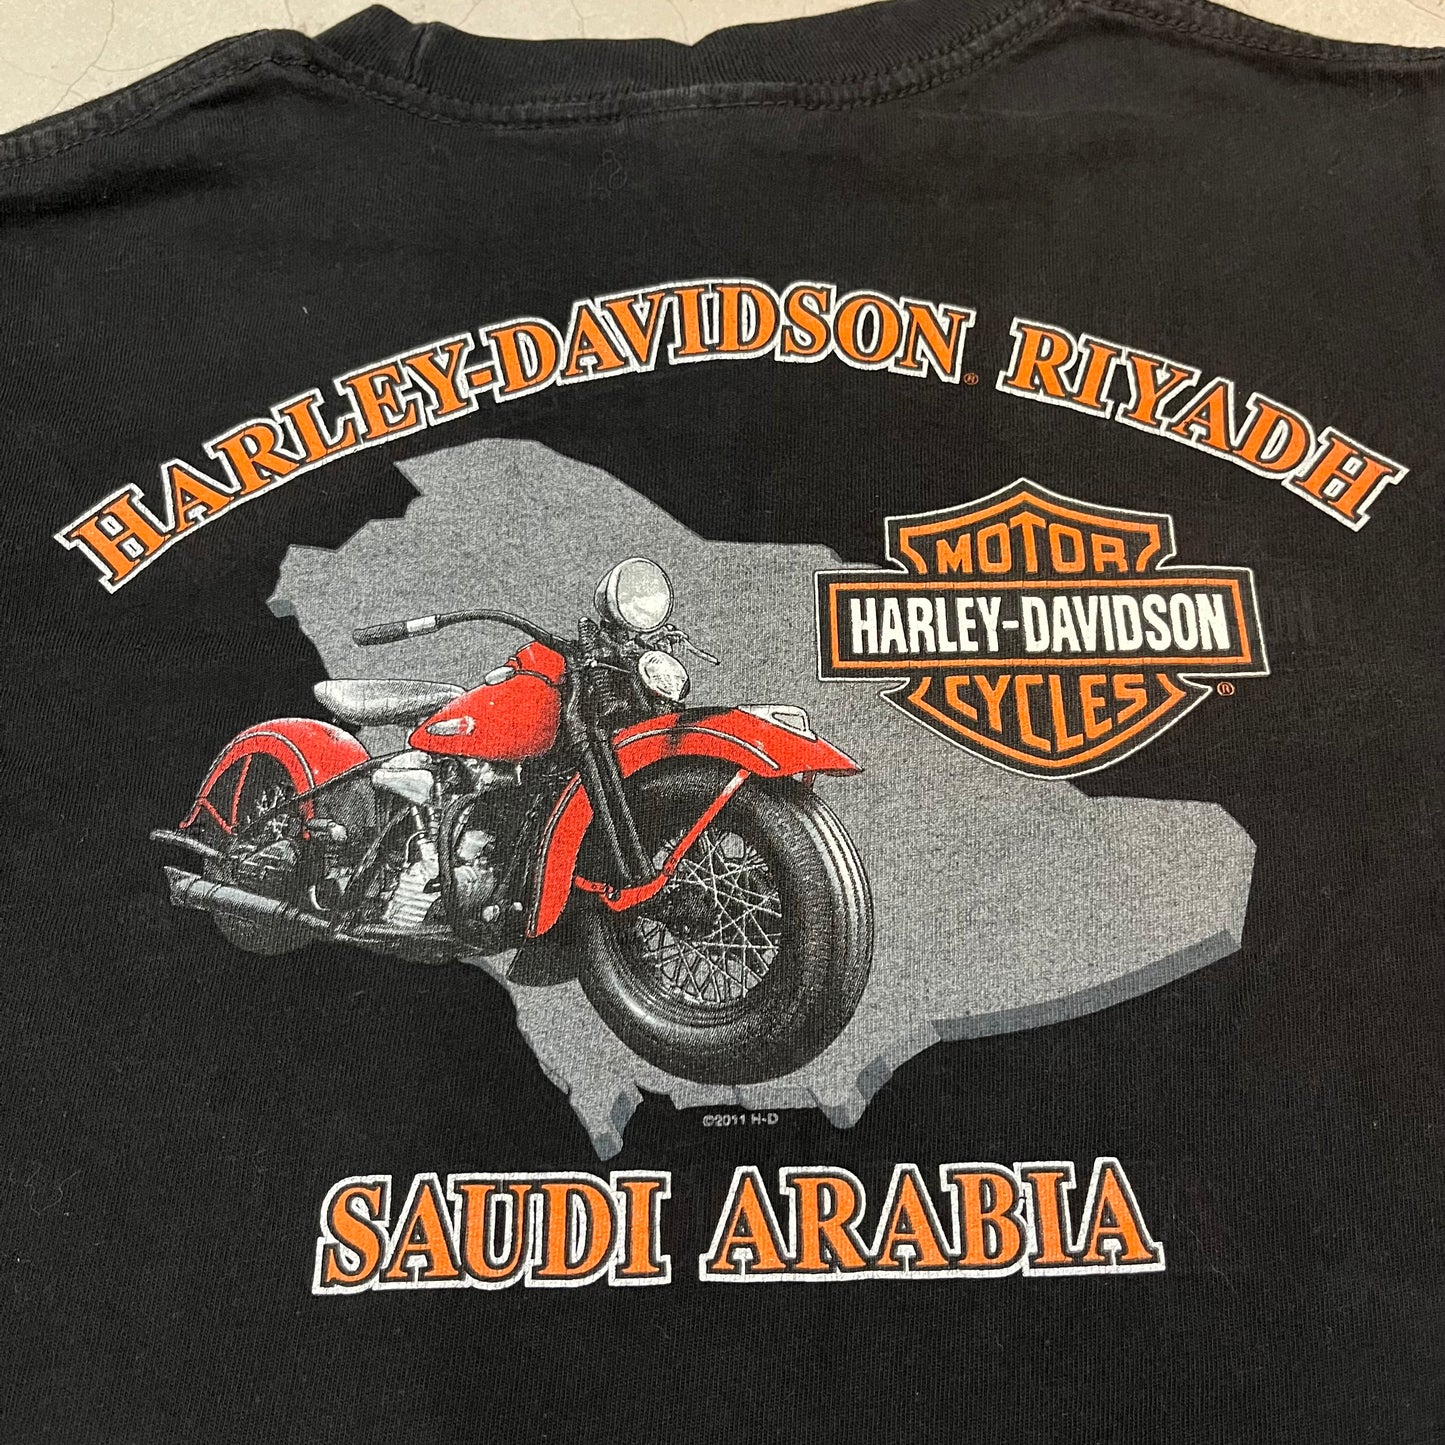 HARLEY-DAVIDSON® RIYADH
MOTOR
HARLEY-DAVIDSON
CYCLES ®
©2011 H-D
SAUDI ARABIA